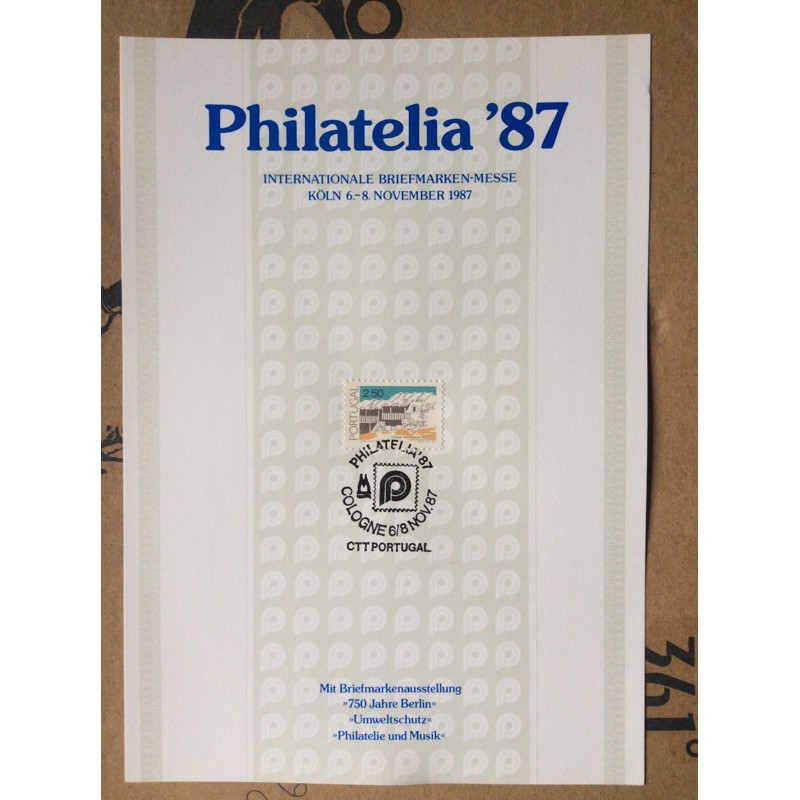 Philatelia '87
INTERNATIONALE BRIEFMARKEN-MESSE
KÖLN 6.–8. NOVEMBER 1987
2.50
PORTUGAL
PHILATELIA'87
COLOGNE 6/8 NOV. 87
CTT PORTUGAL
Mit Briefmarkenausstellung
»750 Jahre Berlin«
»Umweltschutz«
»Philatelie und Musik«
361°